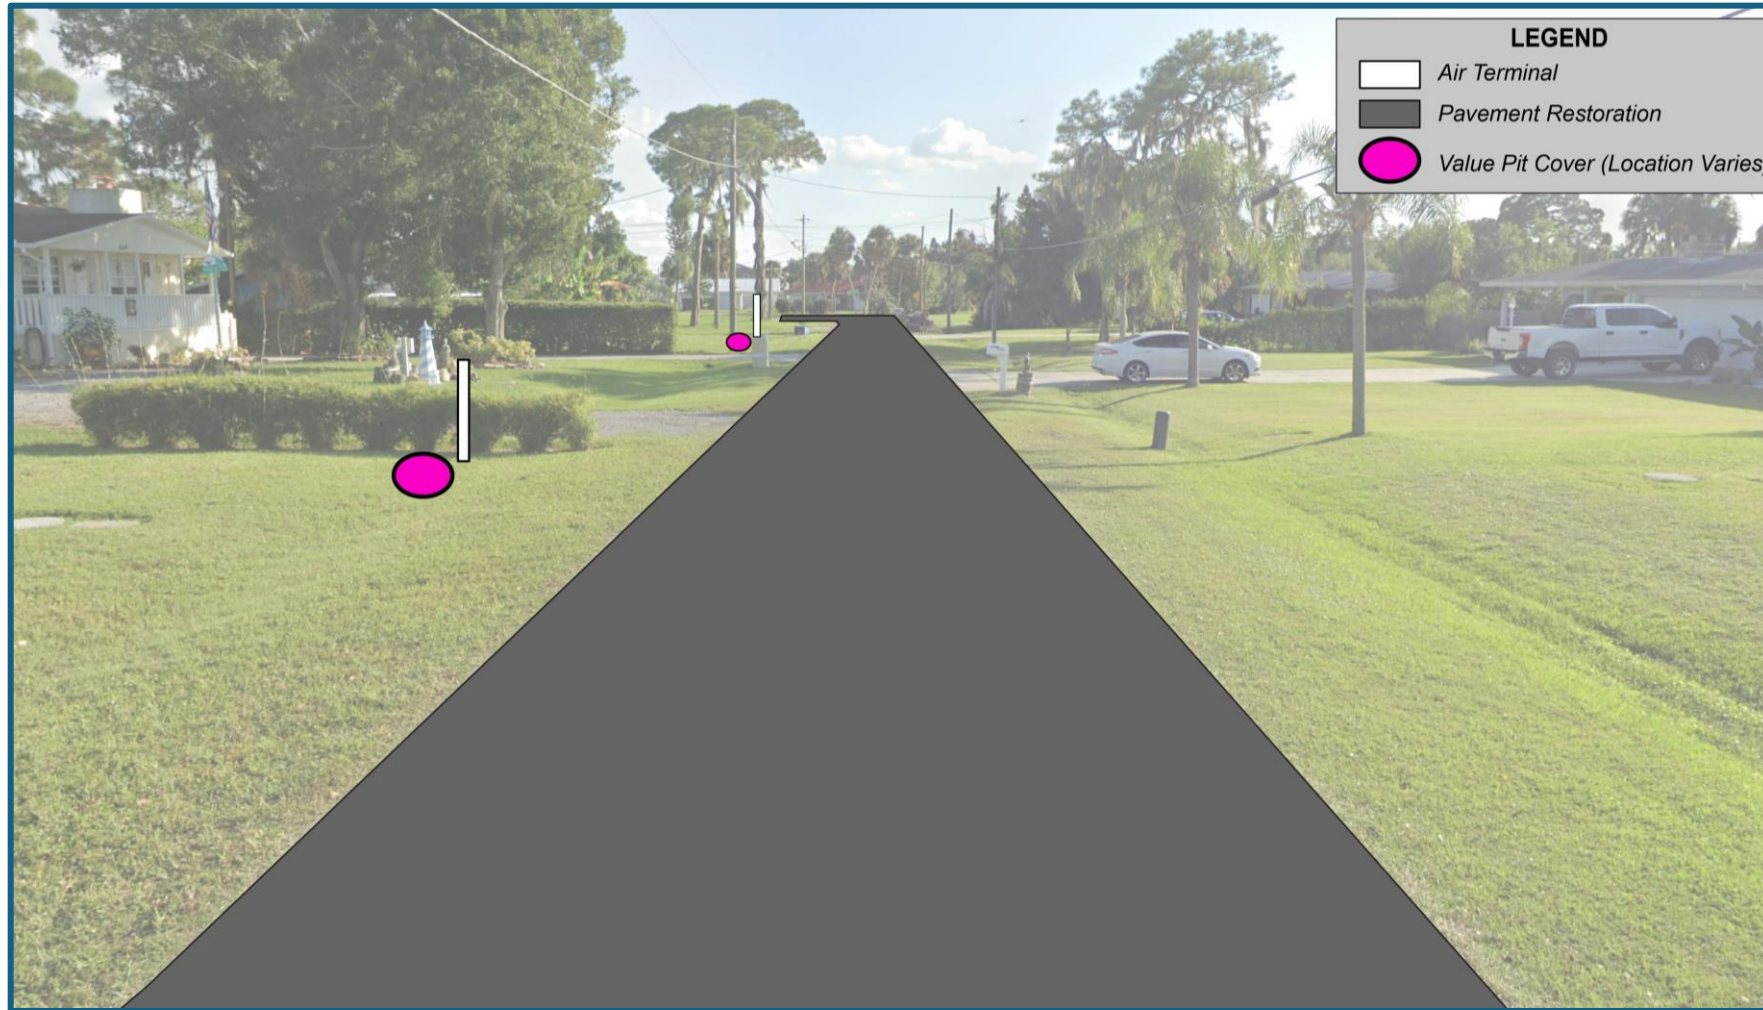 LEGEND
Air Terminal
Pavement Restoration
Value Pit Cover (Location Varies)